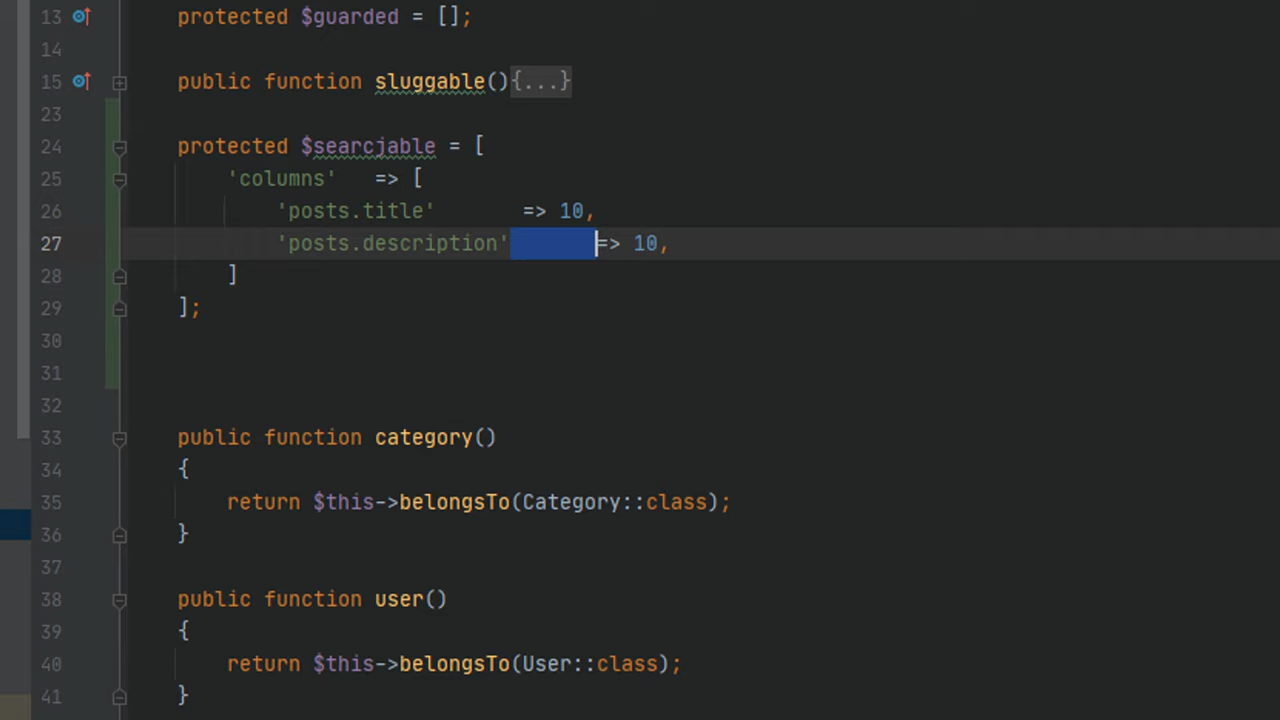 13 protected $guarded = [];
14
15 public function sluggable(){...}
23
24 protected $searcjable = [
25 'columns'   => [
26 'posts.title'       => 10,
27 'posts.description'       => 10,
28 ]
29 ];
30
31
32
33 public function category()
34 {
35 return $this->belongsTo(Category::class);
36 }
37
38 public function user()
39 {
40 return $this->belongsTo(User::class);
41 }